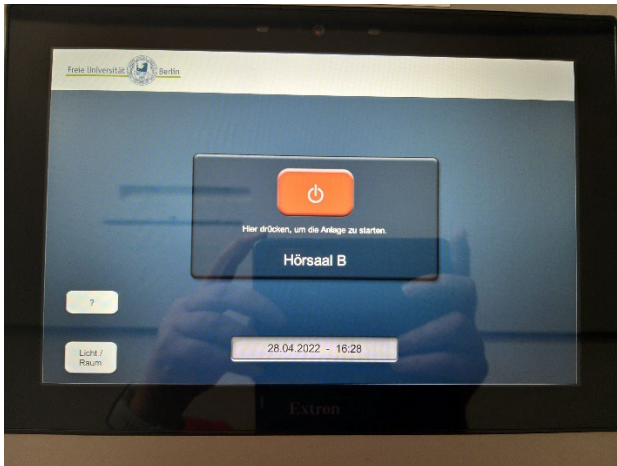 Freie Universität Berlin
Hier drücken, um die Anlage zu starten.
Hörsaal B
?
Licht /
Raum
28.04.2022 - 16:28
Extron